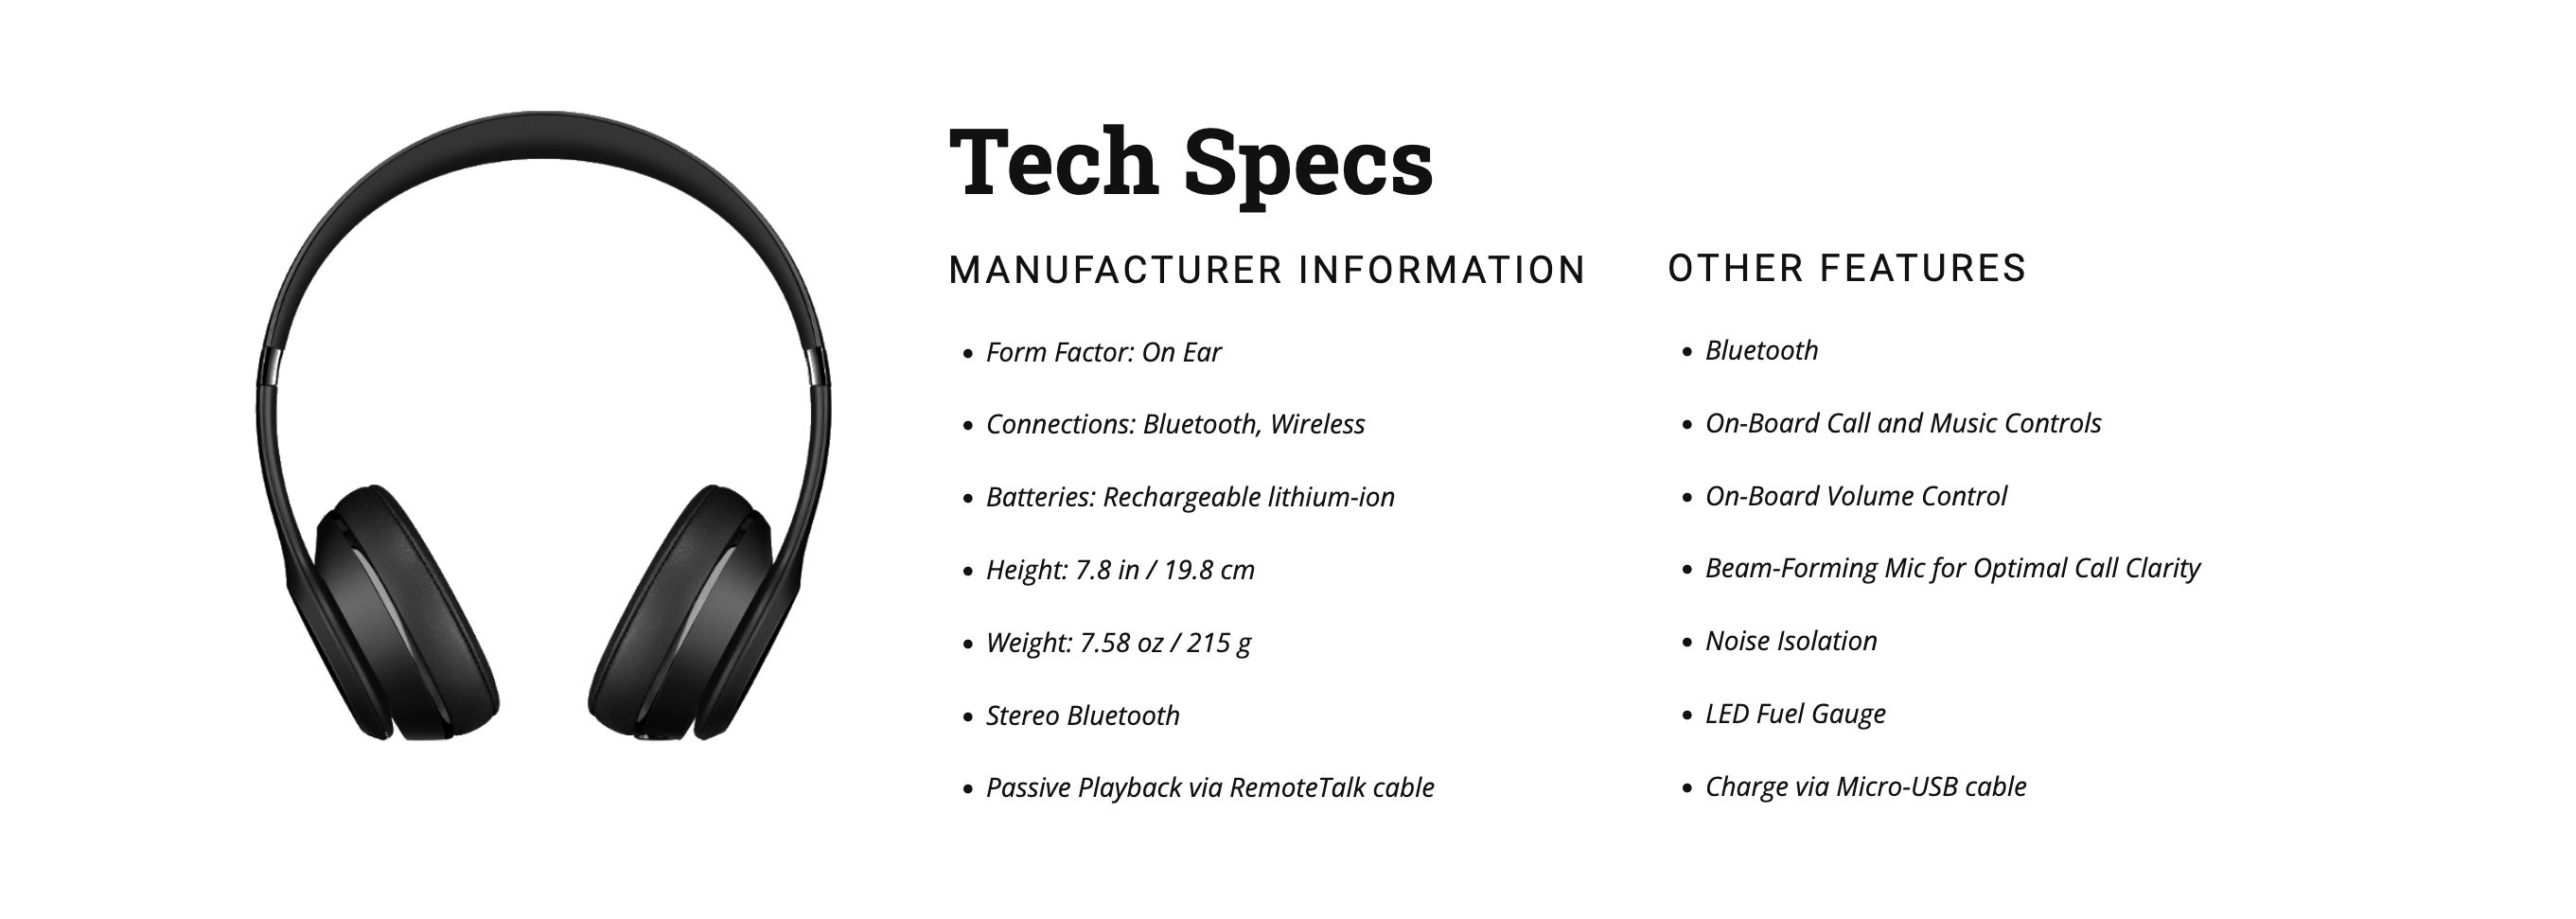 Tech Specs
MANUFACTURER INFORMATION
Form Factor: On Ear
Connections: Bluetooth, Wireless
Batteries: Rechargeable lithium-ion
Height: 7.8 in / 19.8 cm
Weight: 7.58 oz / 215 g
Stereo Bluetooth
Passive Playback via RemoteTalk cable
OTHER FEATURES
Bluetooth
On-Board Call and Music Controls
On-Board Volume Control
Beam-Forming Mic for Optimal Call Clarity
Noise Isolation
LED Fuel Gauge
Charge via Micro-USB cable